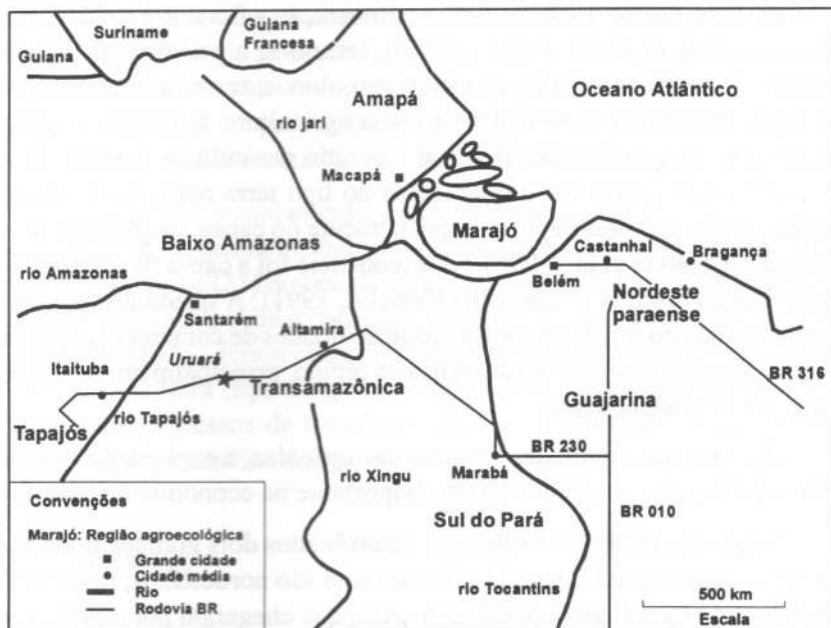 Suriname
Guiana
Francesa
Guiana
Amapá
Oceano Atlântico
rio jari
Macapá
Marajó
Baixo Amazonas
Castanhal
Bragança
rio Amazonas
Belém
Nordeste
paraense
Santarém
Altamira
Uruará
Itaituba
BR 316
Transamazônica
Guajarina
rio Tapajós
Tapajós
BR 230
Marabá
rio Xingu
Convenções
Sul do Pará
BR 010
Marajó: Região agroecológica
Grande cidade
Cidade média
Rio
rio Tocantins
500 km
Rodovia BR
Escala